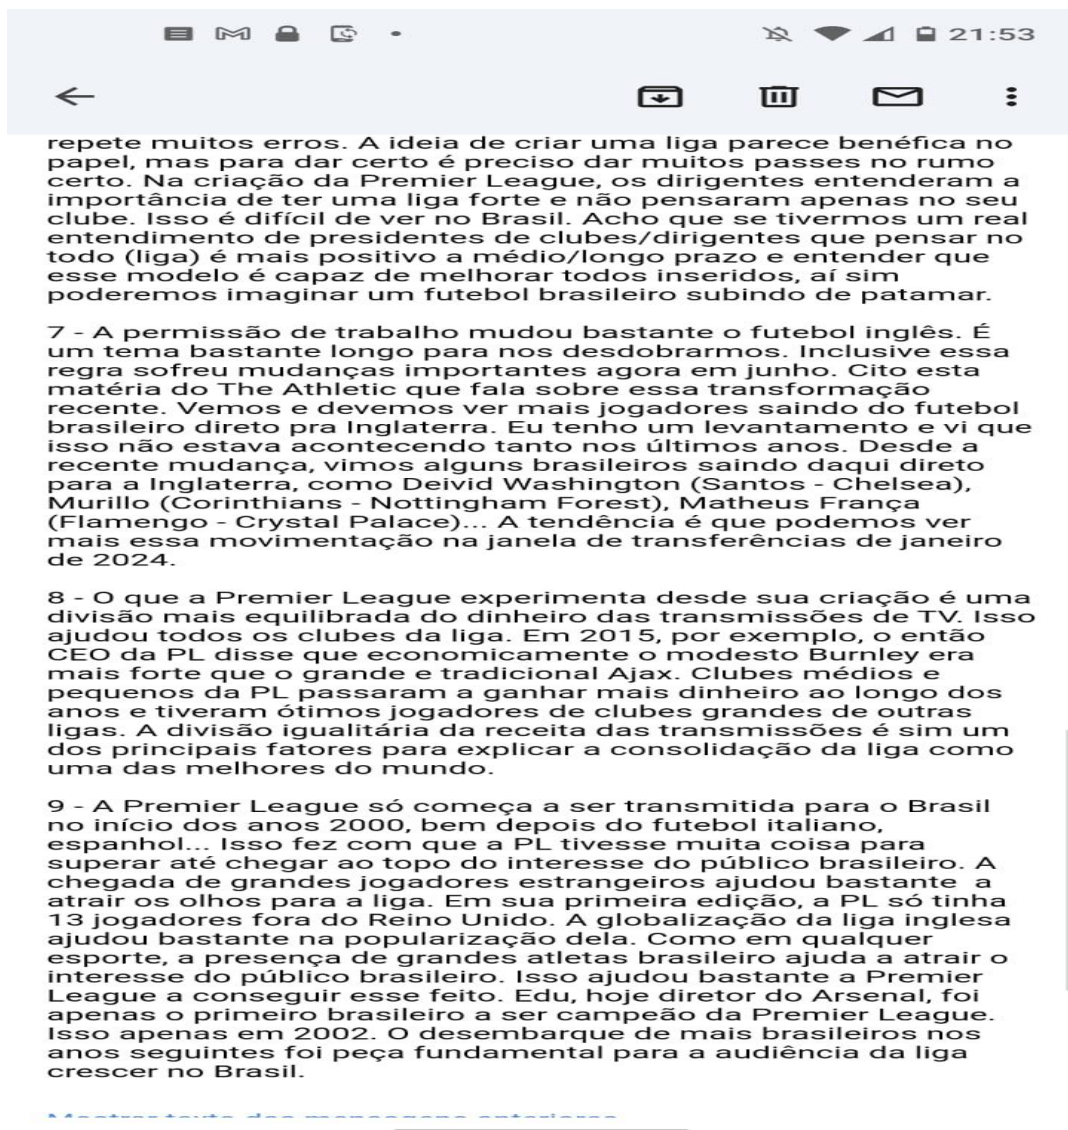 21:53
repete muitos erros. A ideia de criar uma liga parece benéfica no
papel, mas para dar certo é preciso dar muitos passes no rumo
certo. Na criação da Premier League, os dirigentes entenderam a
importância de ter uma liga forte e não pensaram apenas no seu
clube. Isso é difícil de ver no Brasil. Acho que se tivermos um real
entendimento de presidentes de clubes/dirigentes que pensar no
todo (liga) é mais positivo a médio/longo prazo e entender que
esse modelo é capaz de melhorar todos inseridos, aí sim
poderemos imaginar um futebol brasileiro subindo de patamar.
7 - A permissão de trabalho mudou bastante o futebol inglês. É
um tema bastante longo para nos desdobrarmos. Inclusive essa
regra sofreu mudanças importantes agora em junho. Cito esta
matéria do The Athletic que fala sobre essa transformação
recente. Vemos e devemos ver mais jogadores saindo do futebol
brasileiro direto pra Inglaterra. Eu tenho um levantamento e vi que
isso não estava acontecendo tanto nos últimos anos. Desde a
recente mudança, vimos alguns brasileiros saindo daqui direto
para a Inglaterra, como Deivid Washington (Santos - Chelsea),
Murillo (Corinthians - Nottingham Forest), Matheus França
(Flamengo - Crystal Palace)... A tendência é que podemos ver
mais essa movimentação na janela de transferências de janeiro
de 2024.
8 - O que a Premier League experimenta desde sua criação é uma
divisão mais equilibrada do dinheiro das transmissões de TV. Isso
ajudou todos os clubes da liga. Em 2015, por exemplo, o então
CEO da PL disse que economicamente o modesto Burnley era
mais forte que o grande e tradicional Ajax. Clubes médios e
pequenos da PL passaram a ganhar mais dinheiro ao longo dos
anos e tiveram ótimos jogadores de clubes grandes de outras
ligas. A divisão igualitária da receita das transmissões é sim um
dos principais fatores para explicar a consolidação da liga como
uma das melhores do mundo.
9 - A Premier League só começa a ser transmitida para o Brasil
no início dos anos 2000, bem depois do futebol italiano,
espanhol... Isso fez com que a PL tivesse muita coisa para
superar até chegar ao topo do interesse do público brasileiro. A
chegada de grandes jogadores estrangeiros ajudou bastante  a
atrair os olhos para a liga. Em sua primeira edição, a PL só tinha
13 jogadores fora do Reino Unido. A globalização da liga inglesa
ajudou bastante na popularização dela. Como em qualquer
esporte, a presença de grandes atletas brasileiro ajuda a atrair o
interesse do público brasileiro. Isso ajudou bastante a Premier
League a conseguir esse feito. Edu, hoje diretor do Arsenal, foi
apenas o primeiro brasileiro a ser campeão da Premier League.
Isso apenas em 2002. O desembarque de mais brasileiros nos
anos seguintes foi peça fundamental para a audiência da liga
crescer no Brasil.
Mostrar texto das mensagens anteriores